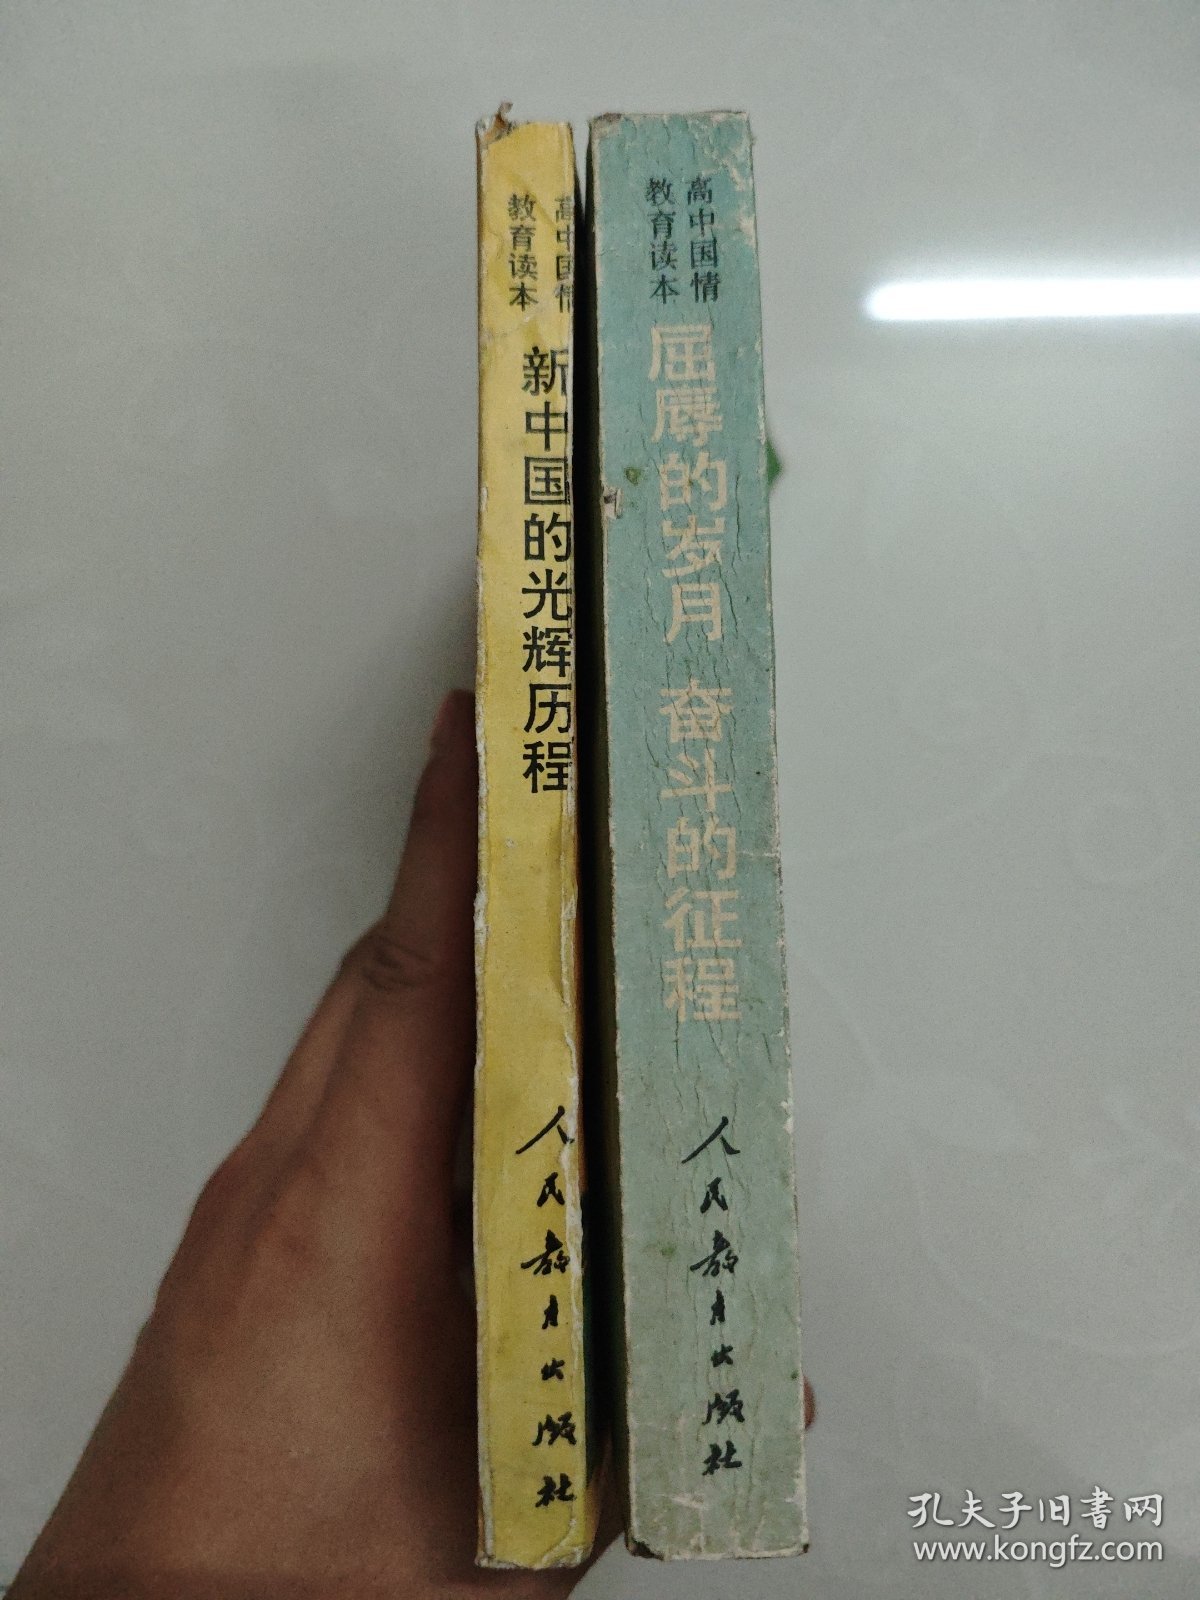 高中国情
教育读本
新中国的光辉历程
人民教育出版社
高中国情
教育读本
屈辱的岁月 奋斗的征程
人民教育出版社
孔夫子旧书网
www.kongfz.com